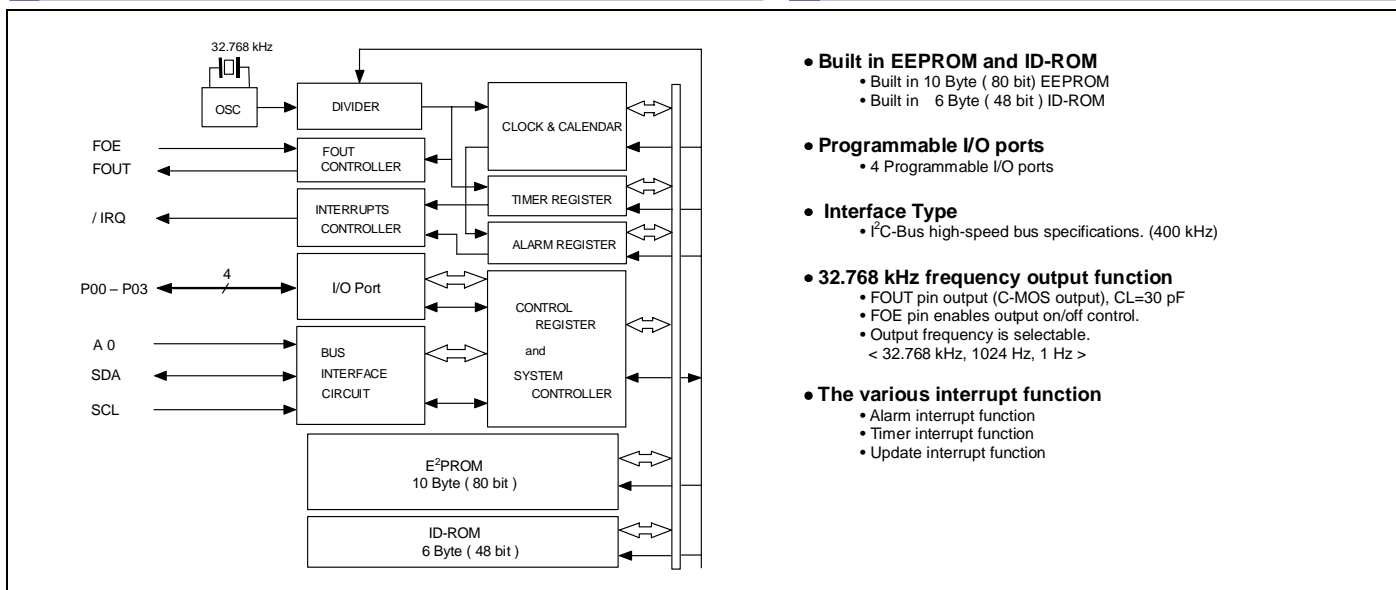 32.768 kHz
OSC
DIVIDER
CLOCK & CALENDAR
FOE
FOUT
FOUT
CONTROLLER
TIMER REGISTER
/ IRQ
INTERRUPTS
CONTROLLER
ALARM REGISTER
P00 – P03
4
I/O Port
CONTROL
REGISTER
and
SYSTEM
CONTROLLER
A 0
SDA
SCL
BUS
INTERFACE
CIRCUIT
E²PROM
10 Byte ( 80 bit )
ID-ROM
6 Byte ( 48 bit )
● Built in EEPROM and ID-ROM
• Built in 10 Byte ( 80 bit) EEPROM
• Built in 6 Byte ( 48 bit ) ID-ROM
● Programmable I/O ports
• 4 Programmable I/O ports
● Interface Type
• I²C-Bus high-speed bus specifications. (400 kHz)
● 32.768 kHz frequency output function
• FOUT pin output (C-MOS output), CL=30 pF
• FOE pin enables output on/off control.
• Output frequency is selectable.
< 32.768 kHz, 1024 Hz, 1 Hz >
● The various interrupt function
• Alarm interrupt function
• Timer interrupt function
• Update interrupt function